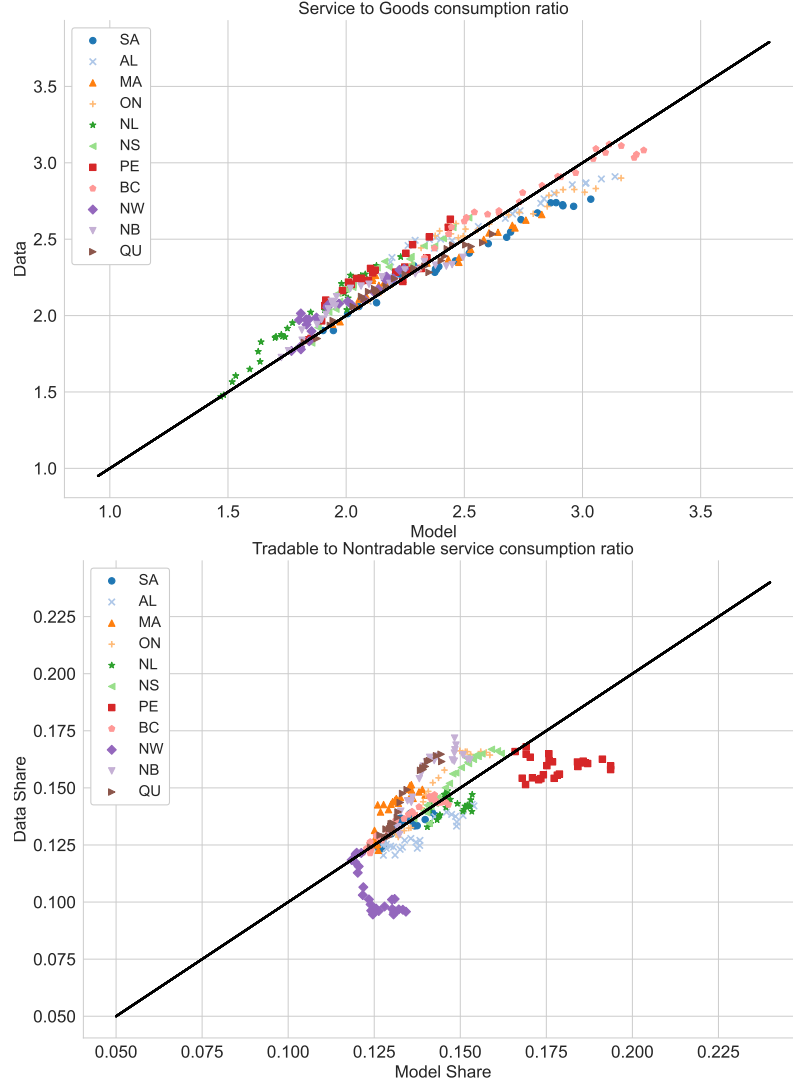 Service to Goods consumption ratio
SA
AL
MA
ON
NL
NS
PE
BC
NW
NB
QU
3.5
3.0
2.5
2.0
1.5
1.0
Data
1.0 1.5 2.0 2.5 3.0 3.5
Model
Tradable to Nontradable service consumption ratio
SA
AL
MA
ON
NL
NS
PE
BC
NW
NB
QU
0.225
0.200
0.175
0.150
0.125
0.100
0.075
0.050
Data Share
0.050 0.075 0.100 0.125 0.150 0.175 0.200 0.225
Model Share